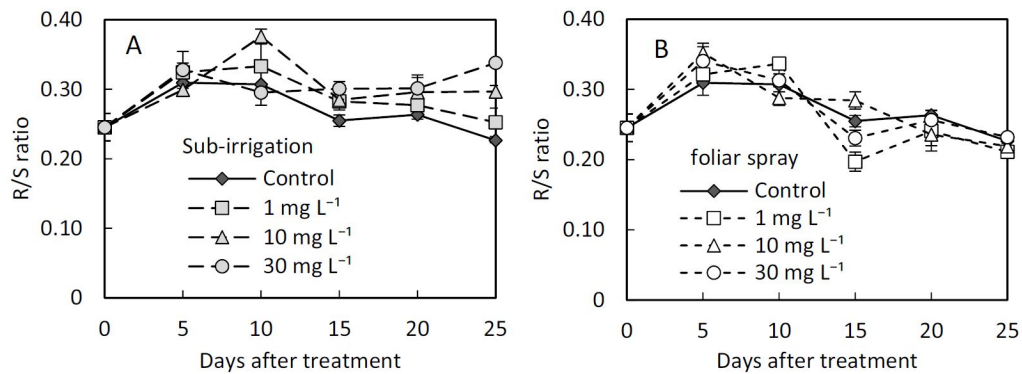 A
0.40
0.30
0.20
0.10
0
R/S ratio
Sub-irrigation
Control
1 mg L⁻¹
10 mg L⁻¹
30 mg L⁻¹
0 5 10 15 20 25
Days after treatment
B
0.40
0.30
0.20
0.10
0
R/S ratio
foliar spray
Control
1 mg L⁻¹
10 mg L⁻¹
30 mg L⁻¹
0 5 10 15 20 25
Days after treatment